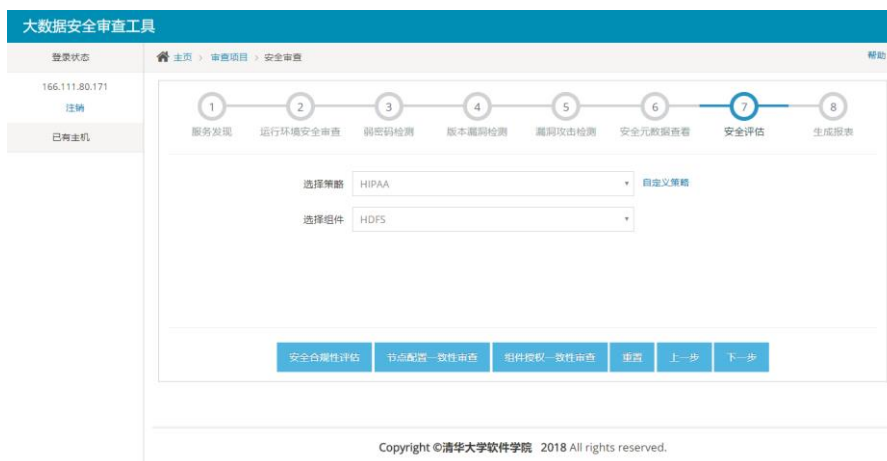 大数据安全审查工具
登录状态
主页 › 审查项目 › 安全审查
帮助
166.111.80.171
注销
已有主机
1 2 3 4 5 6 7 8
服务发现 运行环境安全审查 弱密码检测 版本漏洞检测 漏洞攻击检测 安全元数据查看 安全评估 生成报表
选择策略 HIPAA 自定义策略
选择组件 HDFS
安全合规性评估 节点配置一致性审查 组件授权一致性审查 重置 上一步 下一步
Copyright ©清华大学软件学院 2018 All rights reserved.